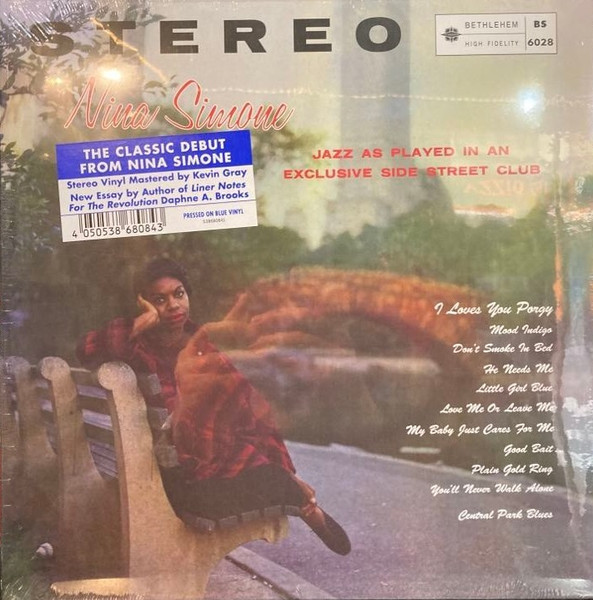 STEREO
BETHLEHEM
HIGH FIDELITY
BS
6028
Nina Simone
THE CLASSIC DEBUT
FROM NINA SIMONE
Stereo Vinyl Mastered by Kevin Gray
New Essay by Author of Liner Notes
For The Revolution Daphne A. Brooks
PRESSED ON BLUE VINYL
4 050538 680843
JAZZ AS PLAYED IN AN
EXCLUSIVE SIDE STREET CLUB
I Loves You Porgy
Mood Indigo
Don't Smoke In Bed
He Needs Me
Little Girl Blue
Love Me Or Leave Me
My Baby Just Cares For Me
Good Bait
Plain Gold Ring
You'll Never Walk Alone
Central Park Blues